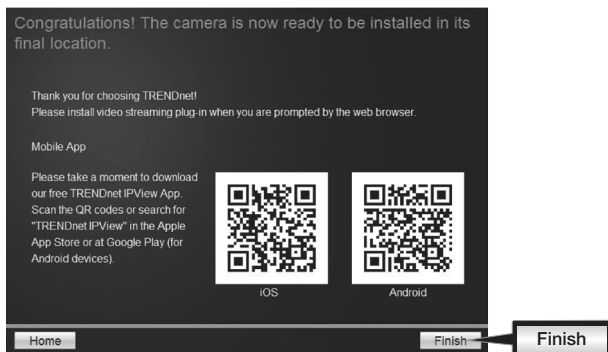 Congratulations! The camera is now ready to be installed in its
final location.
Thank you for choosing TRENDnet!
Please install video streaming plug-in when you are prompted by the web browser.
Mobile App
Please take a moment to download
our free TRENDnet IPView App.
Scan the QR codes or search for
"TRENDnet IPView" in the Apple
App Store or at Google Play (for
Android devices).
iOS
Android
Home
Finish
Finish